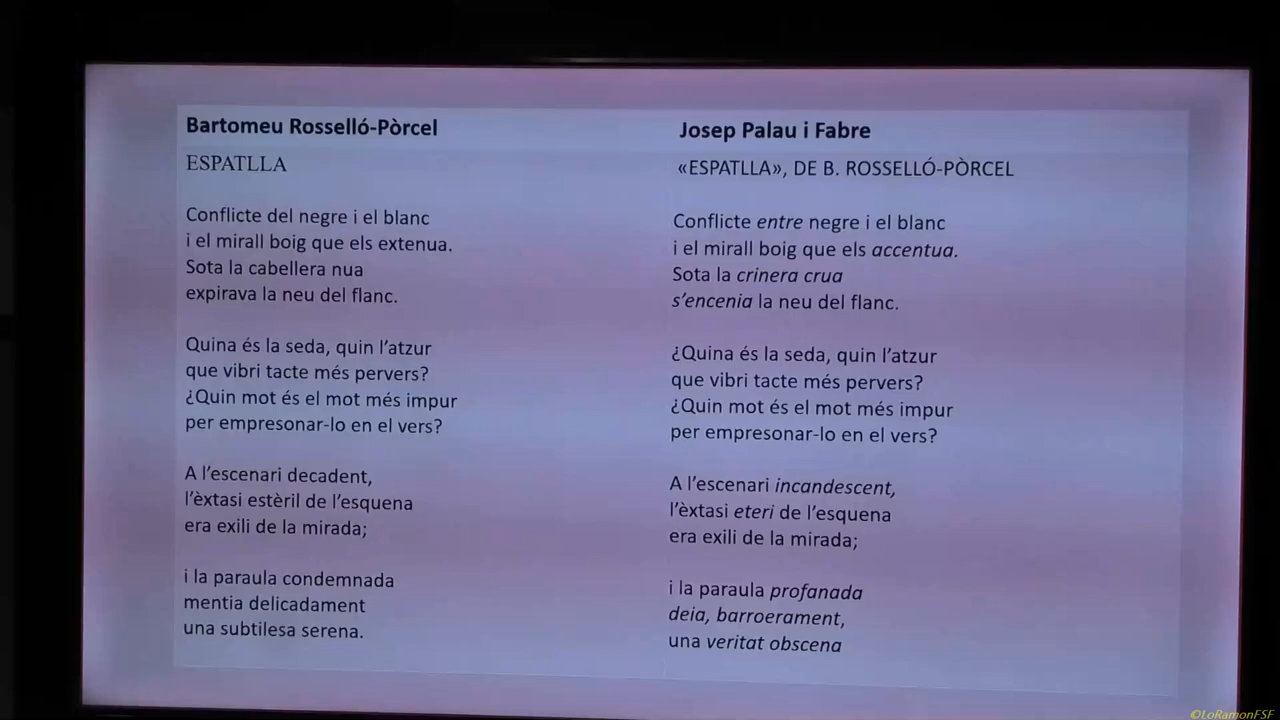 Bartomeu Rosselló-Pòrcel
ESPATLLA
Conflicte del negre i el blanc
i el mirall boig que els extenua.
Sota la cabellera nua
expirava la neu del flanc.
Quina és la seda, quin l’atzur
que vibri tacte més pervers?
¿Quin mot és el mot més impur
per empresonar-lo en el vers?
A l’escenari decadent,
l’èxtasi estèril de l’esquena
era exili de la mirada;
i la paraula condemnada
mentia delicadament
una subtilesa serena.
Josep Palau i Fabre
«ESPATLLA», DE B. ROSSELLÓ-PÒRCEL
Conflicte entre negre i el blanc
i el mirall boig que els accentua.
Sota la crinera crua
s’encenia la neu del flanc.
¿Quina és la seda, quin l’atzur
que vibri tacte més pervers?
¿Quin mot és el mot més impur
per empresonar-lo en el vers?
A l’escenari incandescent,
l’èxtasi eteri de l’esquena
era exili de la mirada;
i la paraula profanada
deia, barroerament,
una veritat obscena
©LoRamonFSF